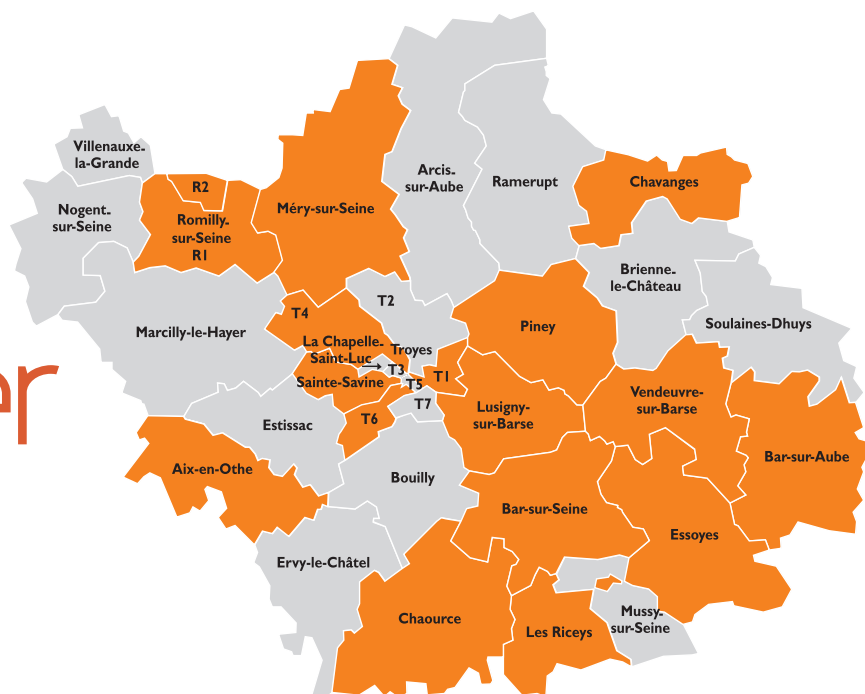 Villenauxe-
la-Grande
Nogent-
sur-Seine
R2
Romilly-
sur-Seine
R1
Méry-sur-Seine
Arcis-
sur-Aube
Ramerupt
Chavanges
Brienne-
le-Château
Soulaines-Dhuys
Marcilly-le-Hayer
T4
T2
La Chapelle-
Saint-Luc
Troyes
T3
Sainte-Savine
T5
T1
T7
T6
Piney
Lusigny-
sur-Barse
Vendeuvre-
sur-Barse
Bar-sur-Aube
er
Estissac
Aix-en-Othe
Bouilly
Bar-sur-Seine
Essoyes
Ervy-le-Châtel
Chaource
Les Riceys
Mussy-
sur-Seine